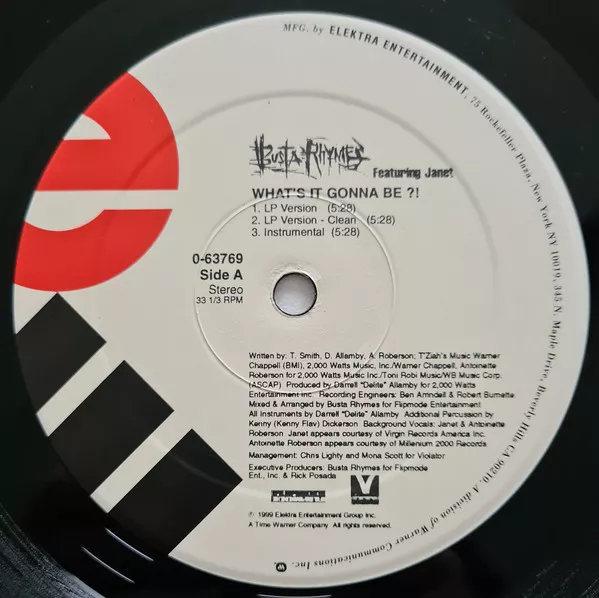 MFG. by ELEKTRA ENTERTAINMENT, 75 Rockefeller Plaza, New York NY 10019, 345 N. Maple Drive, Beverly Hills CA 90210, A division of Warner Communications Inc.
BUSTA RHYMES
Featuring Janet
WHAT'S IT GONNA BE ?!
1. LP Version (5:28)
2. LP Version - Clean (5:28)
3. Instrumental (5:28)
0-63769
Side A
Stereo
33 1/3 RPM
Written by: T. Smith, D. Allamby, A. Roberson; T'Ziah's Music Warner
Chappell (BMI), 2,000 Watts Music, Inc./Warner Chappell, Antoinette
Roberson for 2,000 Watts Music Inc./Toni Robi Music/WB Music Corp.
(ASCAP) Produced by Darrell "Delite" Allamby for 2,000 Watts
Entertainment Inc. Recording Engineers: Ben Arrindell & Robert Burnette
Mixed & Arranged by Busta Rhymes for Flipmode Entertainment
All Instruments by Darrell "Delite" Allamby Additional Percussion by
Kenny (Kenny Flav) Dickerson Background Vocals: Janet & Antoinette
Roberson Janet appears courtesy of Virgin Records America Inc.
Antoinette Roberson appears courtesy of Millenium 2000 Records
Management: Chris Lighty and Mona Scott for Violator
Executive Producers: Busta Rhymes for Flipmode
Ent., Inc. & Rick Posada
FLIPMODE
V
℗ 1999 Elektra Entertainment Group Inc.
A Time Warner Company. All rights reserved.